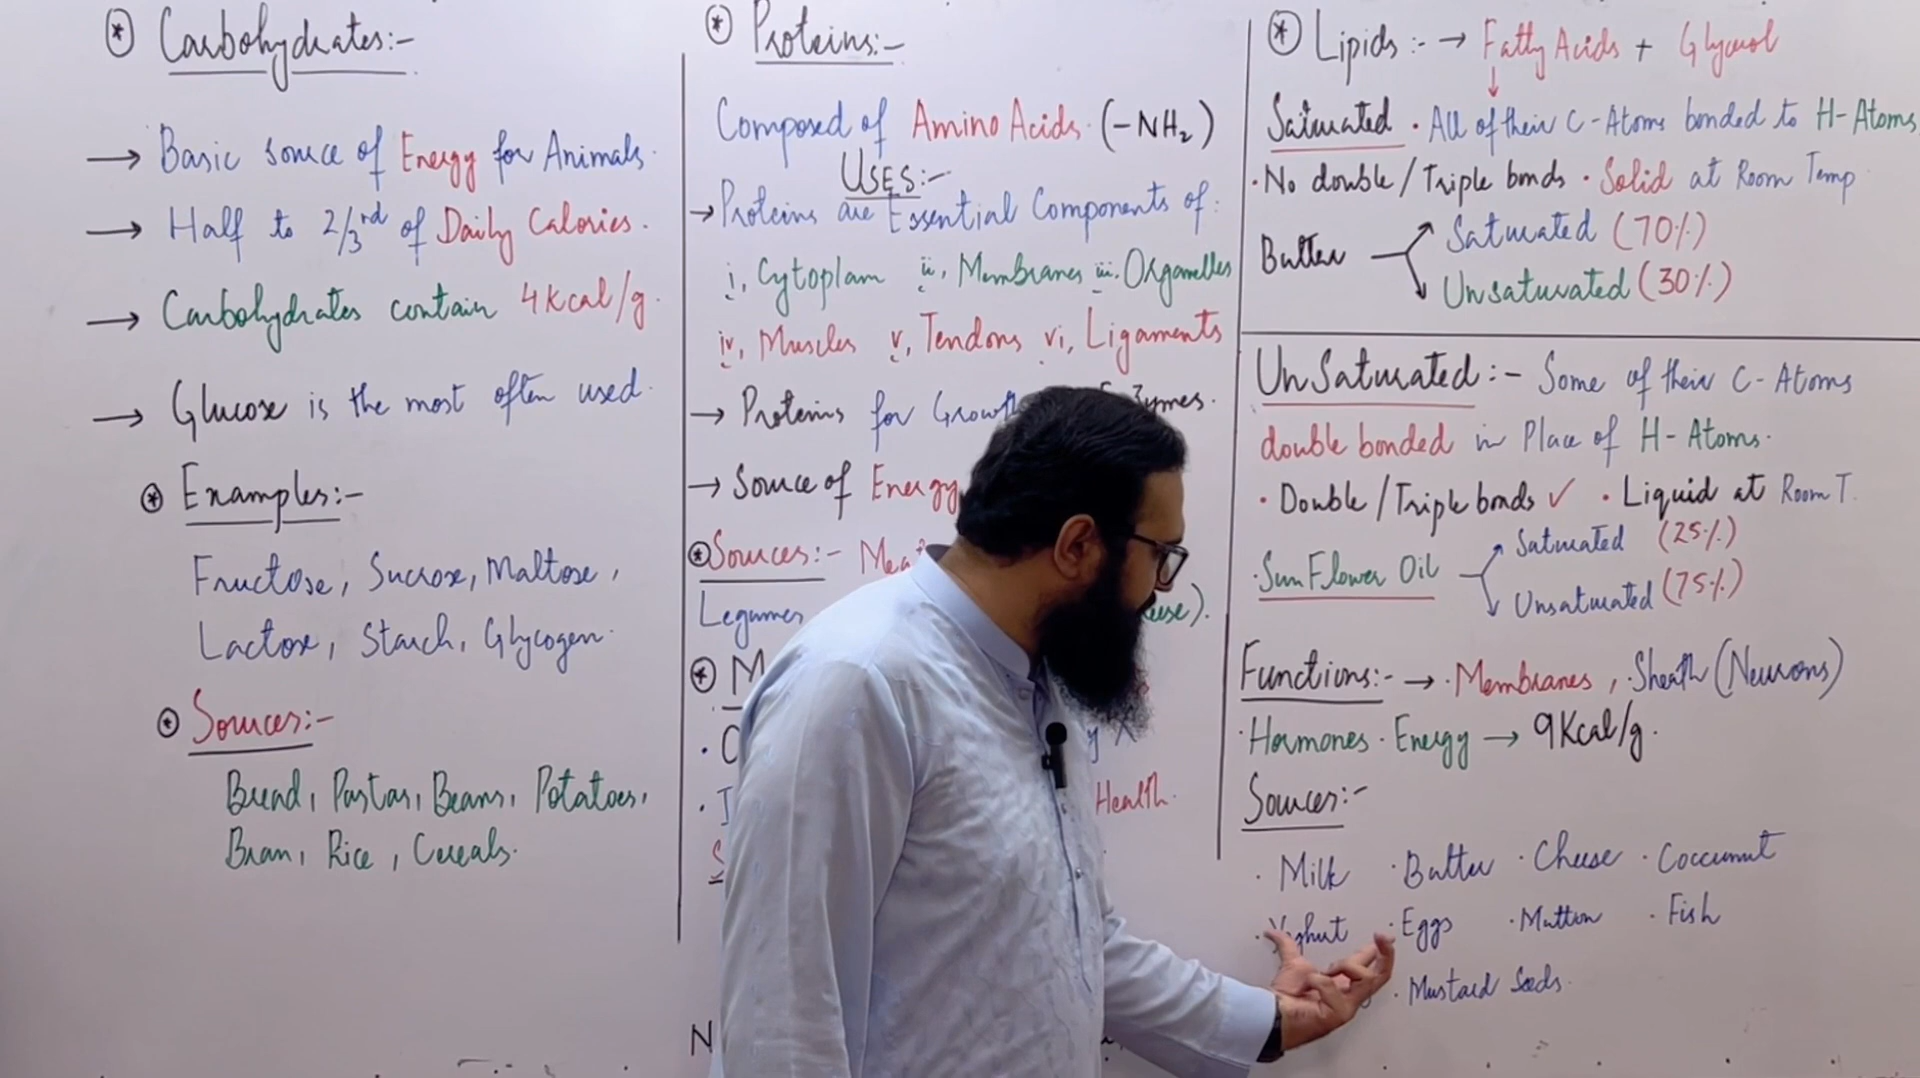 * Carbohydrates:-
→ Basic source of Energy for Animals.
→ Half to 2/3rd of Daily Calories.
→ Carbohydrates contain 4Kcal/g.
→ Glucose is the most often used.
* Examples:-
Fructose, Sucrose, Maltose,
Lactose, Starch, Glycogen.
* Sources:-
Bread, Pastas, Beans, Potatoes,
Bran, Rice, Cereals.
* Proteins:-
Composed of Amino Acids. (-NH2)
USES:-
→ Proteins are Essential Components of:
i, Cytoplam ii, Membranes iii. Organelles
iv, Muscles v, Tendons vi, Ligaments
→ Proteins for
→ Source of Energy
* Sources:-
Legumes
Health.
* Lipids:- → Fatty Acids + Glycerol
Saturated · All of their C-Atoms bonded to H-Atoms
· No double/Triple bonds · Solid at Room Temp
Butter → Saturated (70%)
→ Unsaturated (30%)
UnSaturated:- Some of their C-Atoms
double bonded in Place of H-Atoms.
· Double/Triple bonds ✓ · Liquid at Room T.
· SunFlower Oil → Saturated (25%)
→ Unsaturated (75%)
Functions:- → · Membranes, · Sheath (Neurons)
· Hormones · Energy → 9Kcal/g.
Sources:-
· Milk · Butter · Cheese · Coccunut
· Eggs · Mutton · Fish
· Mustard Seeds.